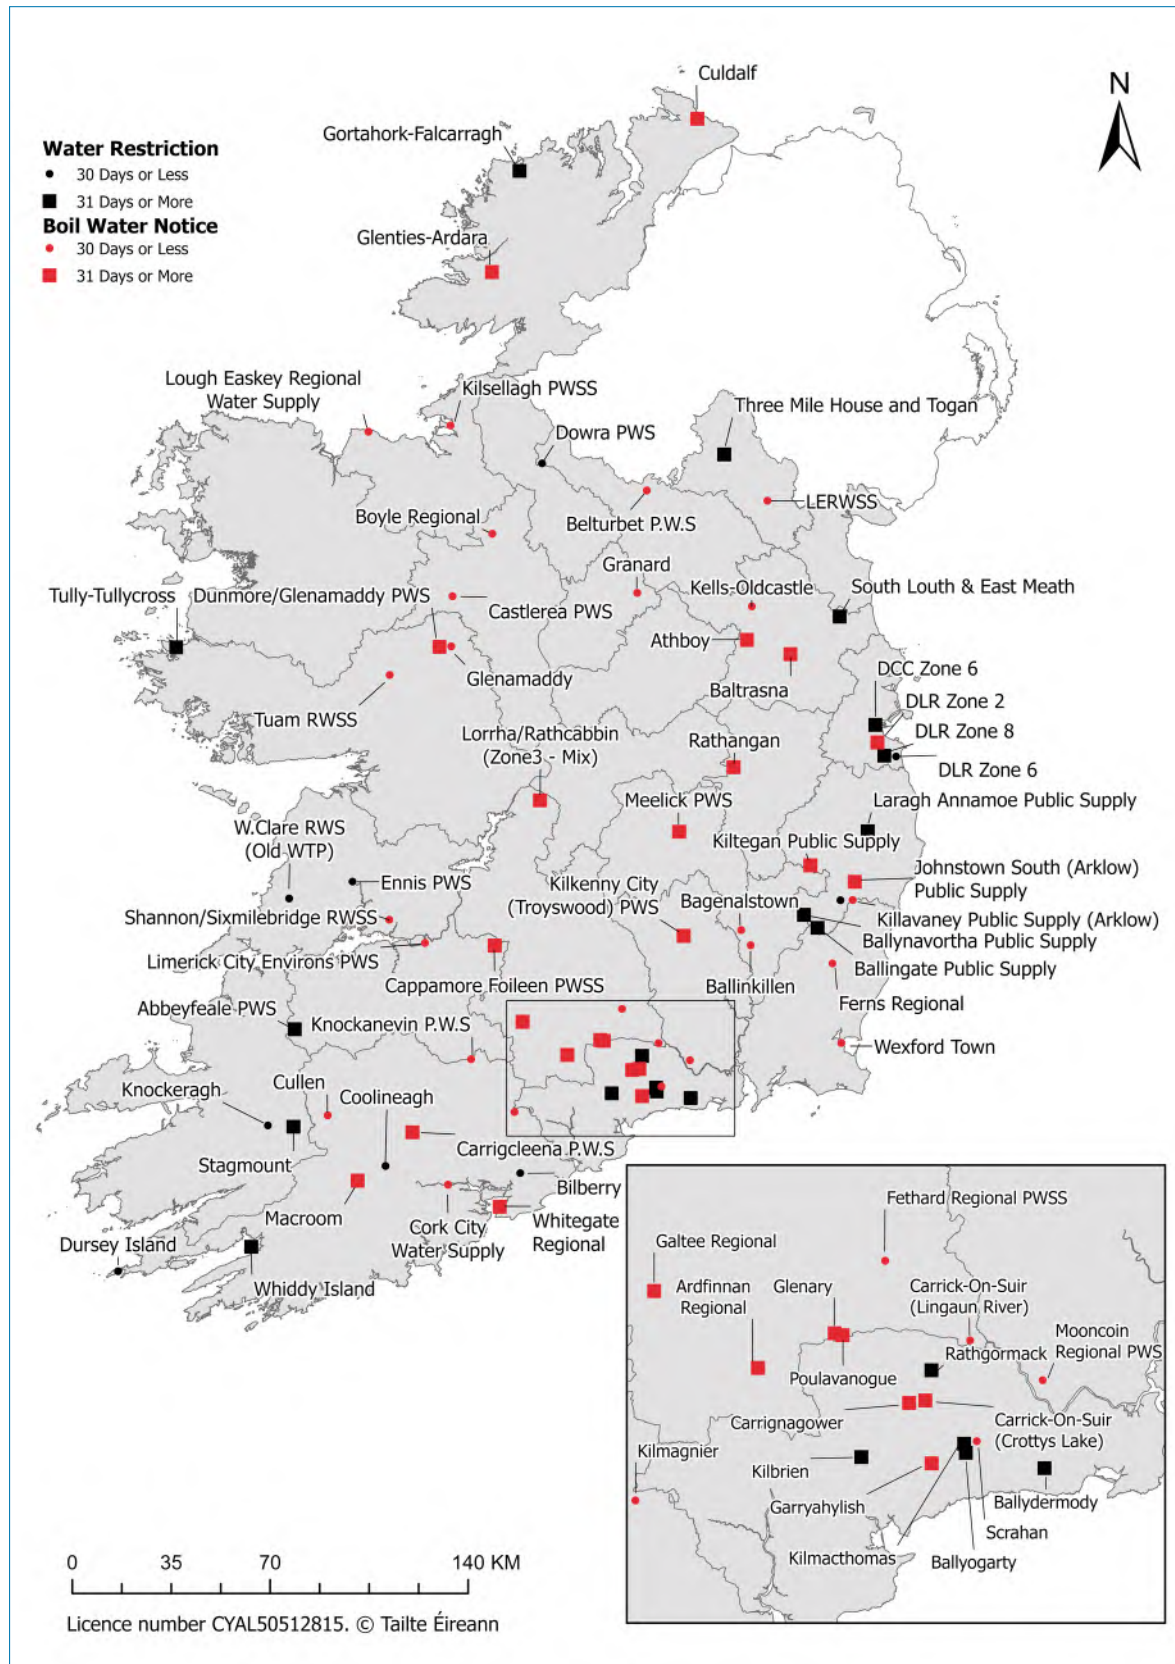 Culdalf
N
Gortahork-Falcarragh
Water Restriction
30 Days or Less
31 Days or More
Boil Water Notice
30 Days or Less
31 Days or More
Glenties-Ardara
Lough Easkey Regional
Water Supply
Kilsellagh PWSS
Three Mile House and Togan
Dowra PWS
LERWSS
Boyle Regional
Belturbet P.W.S
Granard
Kells-Oldcastle
South Louth & East Meath
Tully-Tullycross
Dunmore/Glenamaddy PWS
Castlerea PWS
Athboy
Glenamaddy
Baltrasna
DCC Zone 6
DLR Zone 2
Tuam RWSS
Lorrha/Rathcabbin
(Zone3 - Mix)
Rathangan
DLR Zone 8
DLR Zone 6
Meelick PWS
Laragh Annamoe Public Supply
W.Clare RWS
(Old WTP)
Kiltegan Public Supply
Ennis PWS
Kilkenny City
(Troyswood) PWS
Johnstown South (Arklow)
Public Supply
Bagenalstown
Shannon/Sixmilebridge RWSS
Killavaney Public Supply (Arklow)
Ballynavortha Public Supply
Limerick City Environs PWS
Ballingate Public Supply
Cappamore Foileen PWSS
Ballinkillen
Ferns Regional
Abbeyfeale PWS
Knockanevin P.W.S
Wexford Town
Knockeragh
Cullen
Coolineagh
Carrigcleena P.W.S
Stagmount
Bilberry
Macroom
Cork City
Water Supply
Whitegate
Regional
Dursey Island
Whiddy Island
Fethard Regional PWSS
Galtee Regional
Ardfinnan
Regional
Glenary
Carrick-On-Suir
(Lingaun River)
Mooncoin
Regional PWS
Rathgormack
Poulavanogue
Carrignagower
Carrick-On-Suir
(Crottys Lake)
Kilmagnier
Kilbrien
Garryahylish
Ballydermody
Scrahan
Kilmacthomas
Ballyogarty
0 35 70 140 KM
Licence number CYAL50512815. © Tailte Éireann